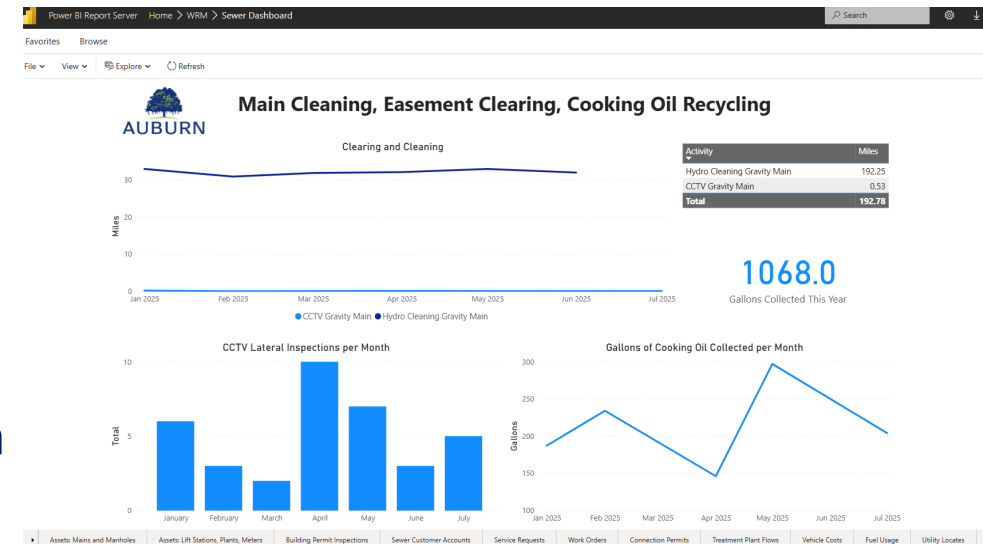 Power BI Report Server Home > WRM > Sewer Dashboard
Search
Favorites Browse
File View Explore Refresh
AUBURN
Main Cleaning, Easement Clearing, Cooking Oil Recycling
Clearing and Cleaning
Miles
30
20
10
0
Jan 2025 Feb 2025 Mar 2025 Apr 2025 May 2025 Jun 2025 Jul 2025
CCTV Gravity Main Hydro Cleaning Gravity Main
Activity Miles
Hydro Cleaning Gravity Main 192.25
CCTV Gravity Main 0.53
Total 192.78
1068.0
Gallons Collected This Year
CCTV Lateral Inspections per Month
Total
10
5
0
January February March April May June July
Gallons of Cooking Oil Collected per Month
Gallons
300
250
200
150
100
Jan 2025 Feb 2025 Mar 2025 Apr 2025 May 2025 Jun 2025 Jul 2025
Assets: Mains and Manholes Assets: Lift Stations, Plants, Meters Building Permit Inspections Sewer Customer Accounts Service Requests Work Orders Connection Permits Treatment Plant Flows Vehicle Costs Fuel Usage Utility Locates